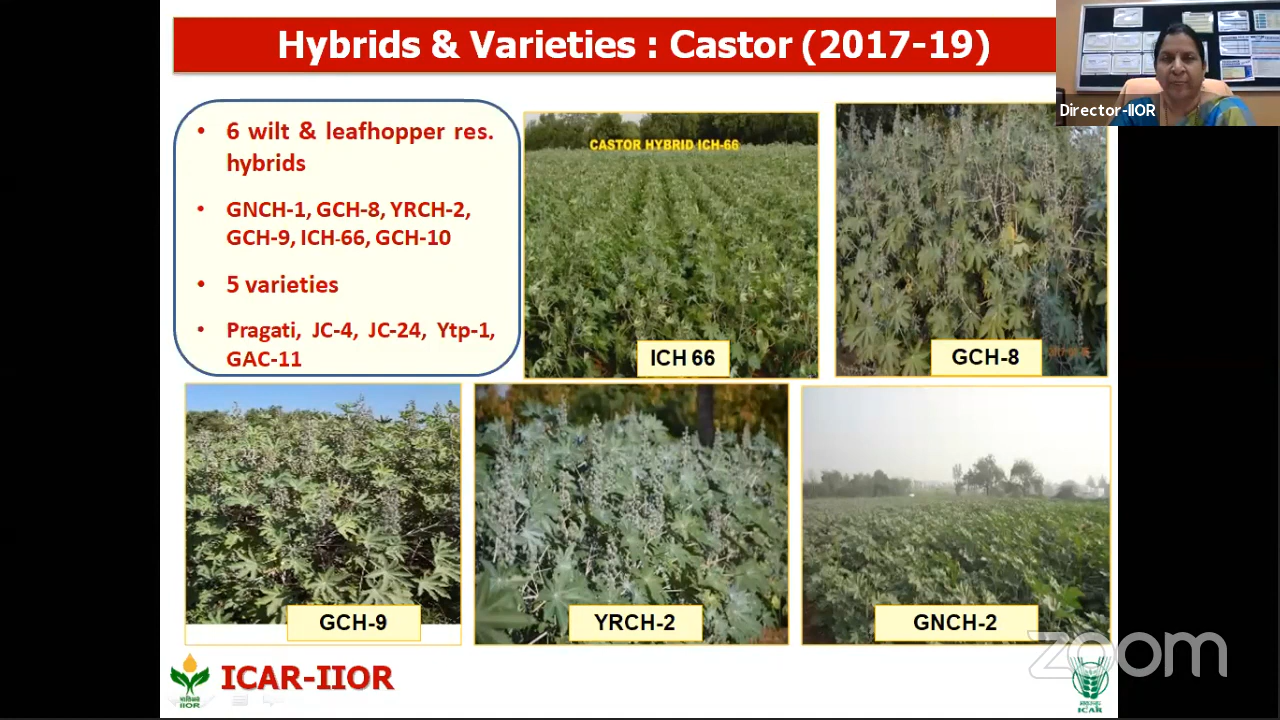 Hybrids & Varieties : Castor (2017-19)
Director-IIOR
• 6 wilt & leafhopper res.
hybrids
• GNCH-1, GCH-8, YRCH-2,
GCH-9, ICH-66, GCH-10
• 5 varieties
• Pragati, JC-4, JC-24, Ytp-1,
GAC-11
CASTOR HYBRID ICH-66
ICH 66
GCH-8
GCH-9
YRCH-2
GNCH-2
zoom
ICAR-IIOR
IIOR
ICAR